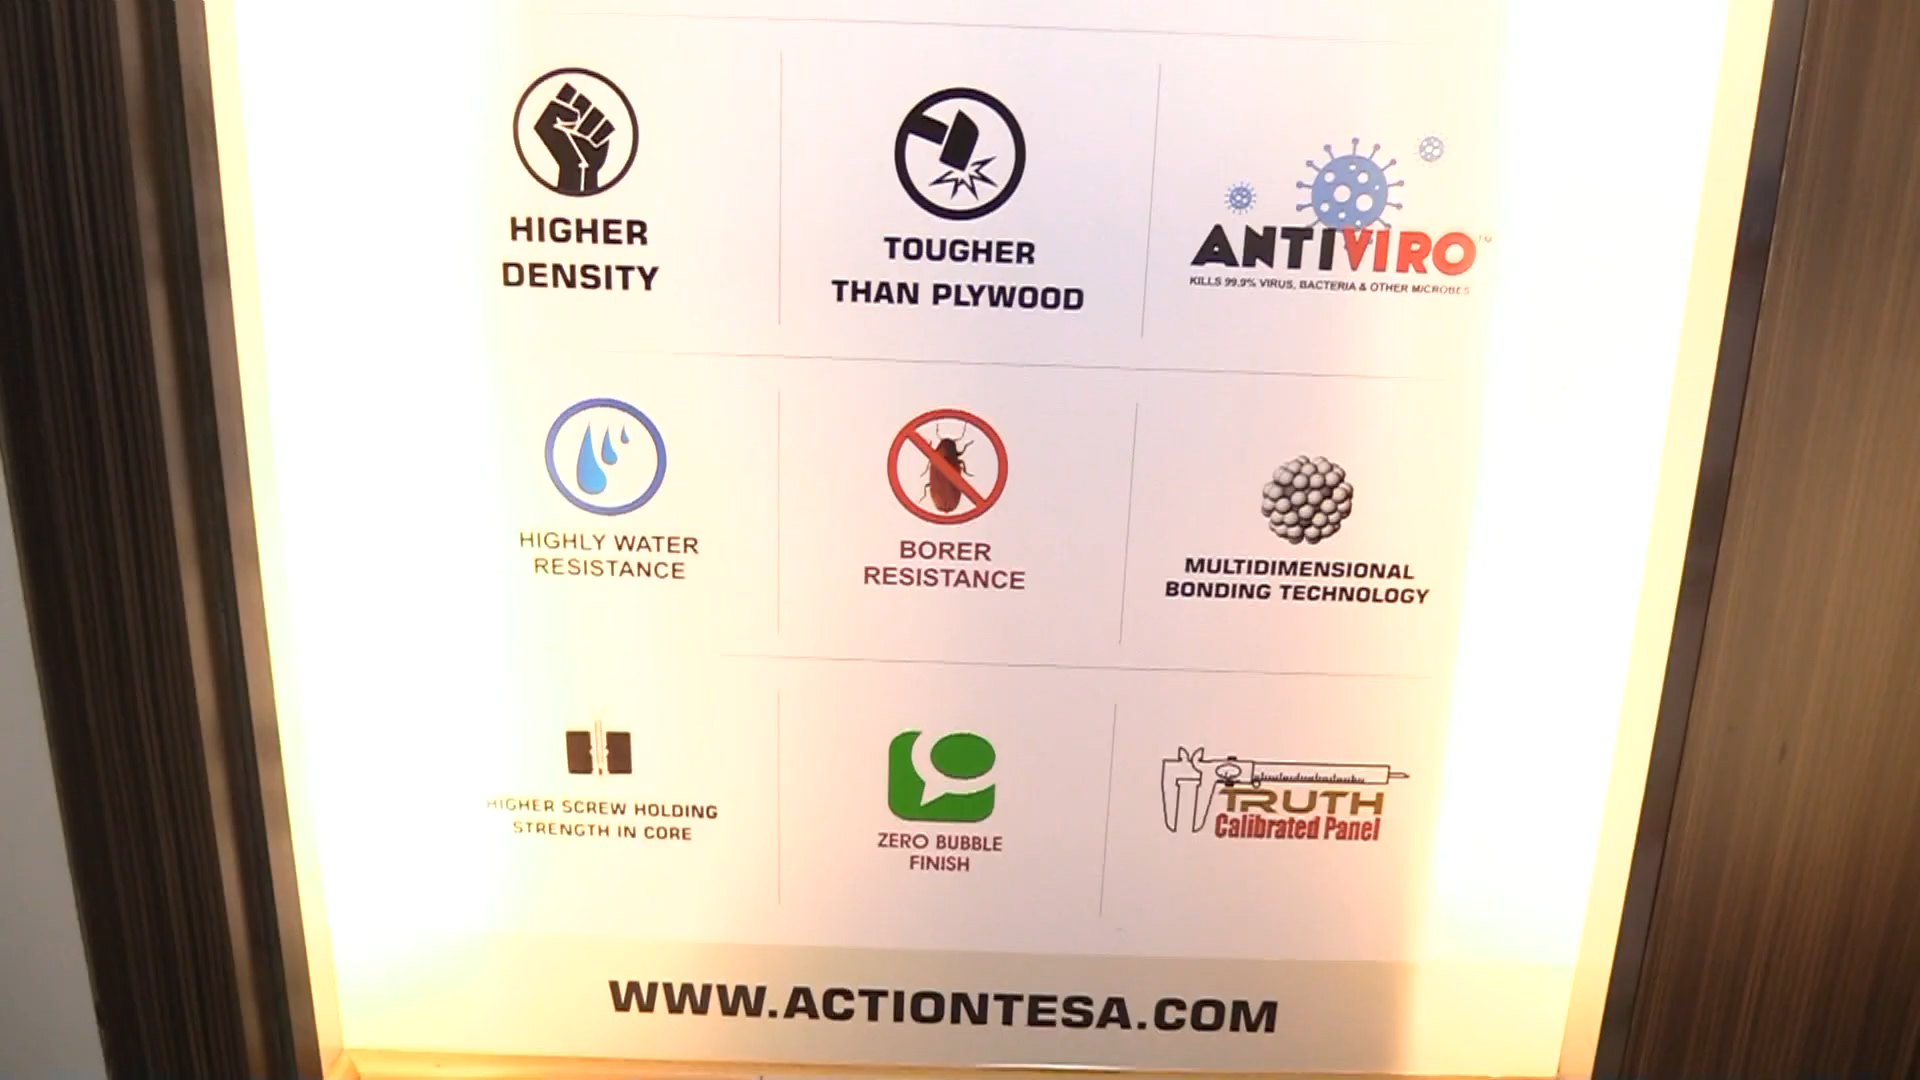 HIGHER
DENSITY
TOUGHER
THAN PLYWOOD
ANTIVIRO™
KILLS 99.9% VIRUS, BACTERIA & OTHER MICROBES
HIGHLY WATER
RESISTANCE
BORER
RESISTANCE
MULTIDIMENSIONAL
BONDING TECHNOLOGY
HIGHER SCREW HOLDING
STRENGTH IN CORE
ZERO BUBBLE
FINISH
TRUTH
Calibrated Panel
WWW.ACTIONTESA.COM